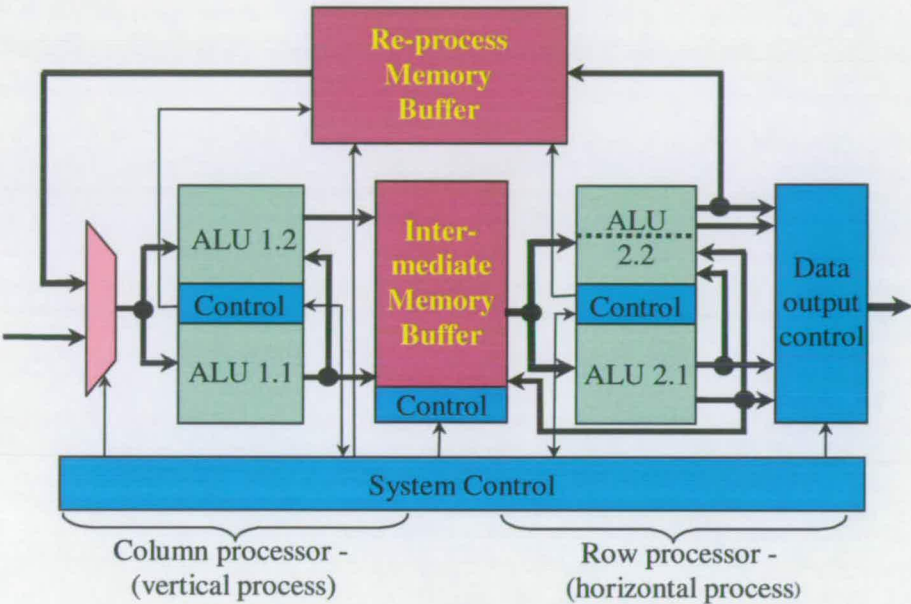 Re-process
Memory
Buffer
ALU 1.2
Control
ALU 1.1
Inter-
mediate
Memory
Buffer
Control
ALU
2.2
Control
ALU 2.1
Data
output
control
System Control
Column processor -
(vertical process)
Row processor -
(horizontal process)